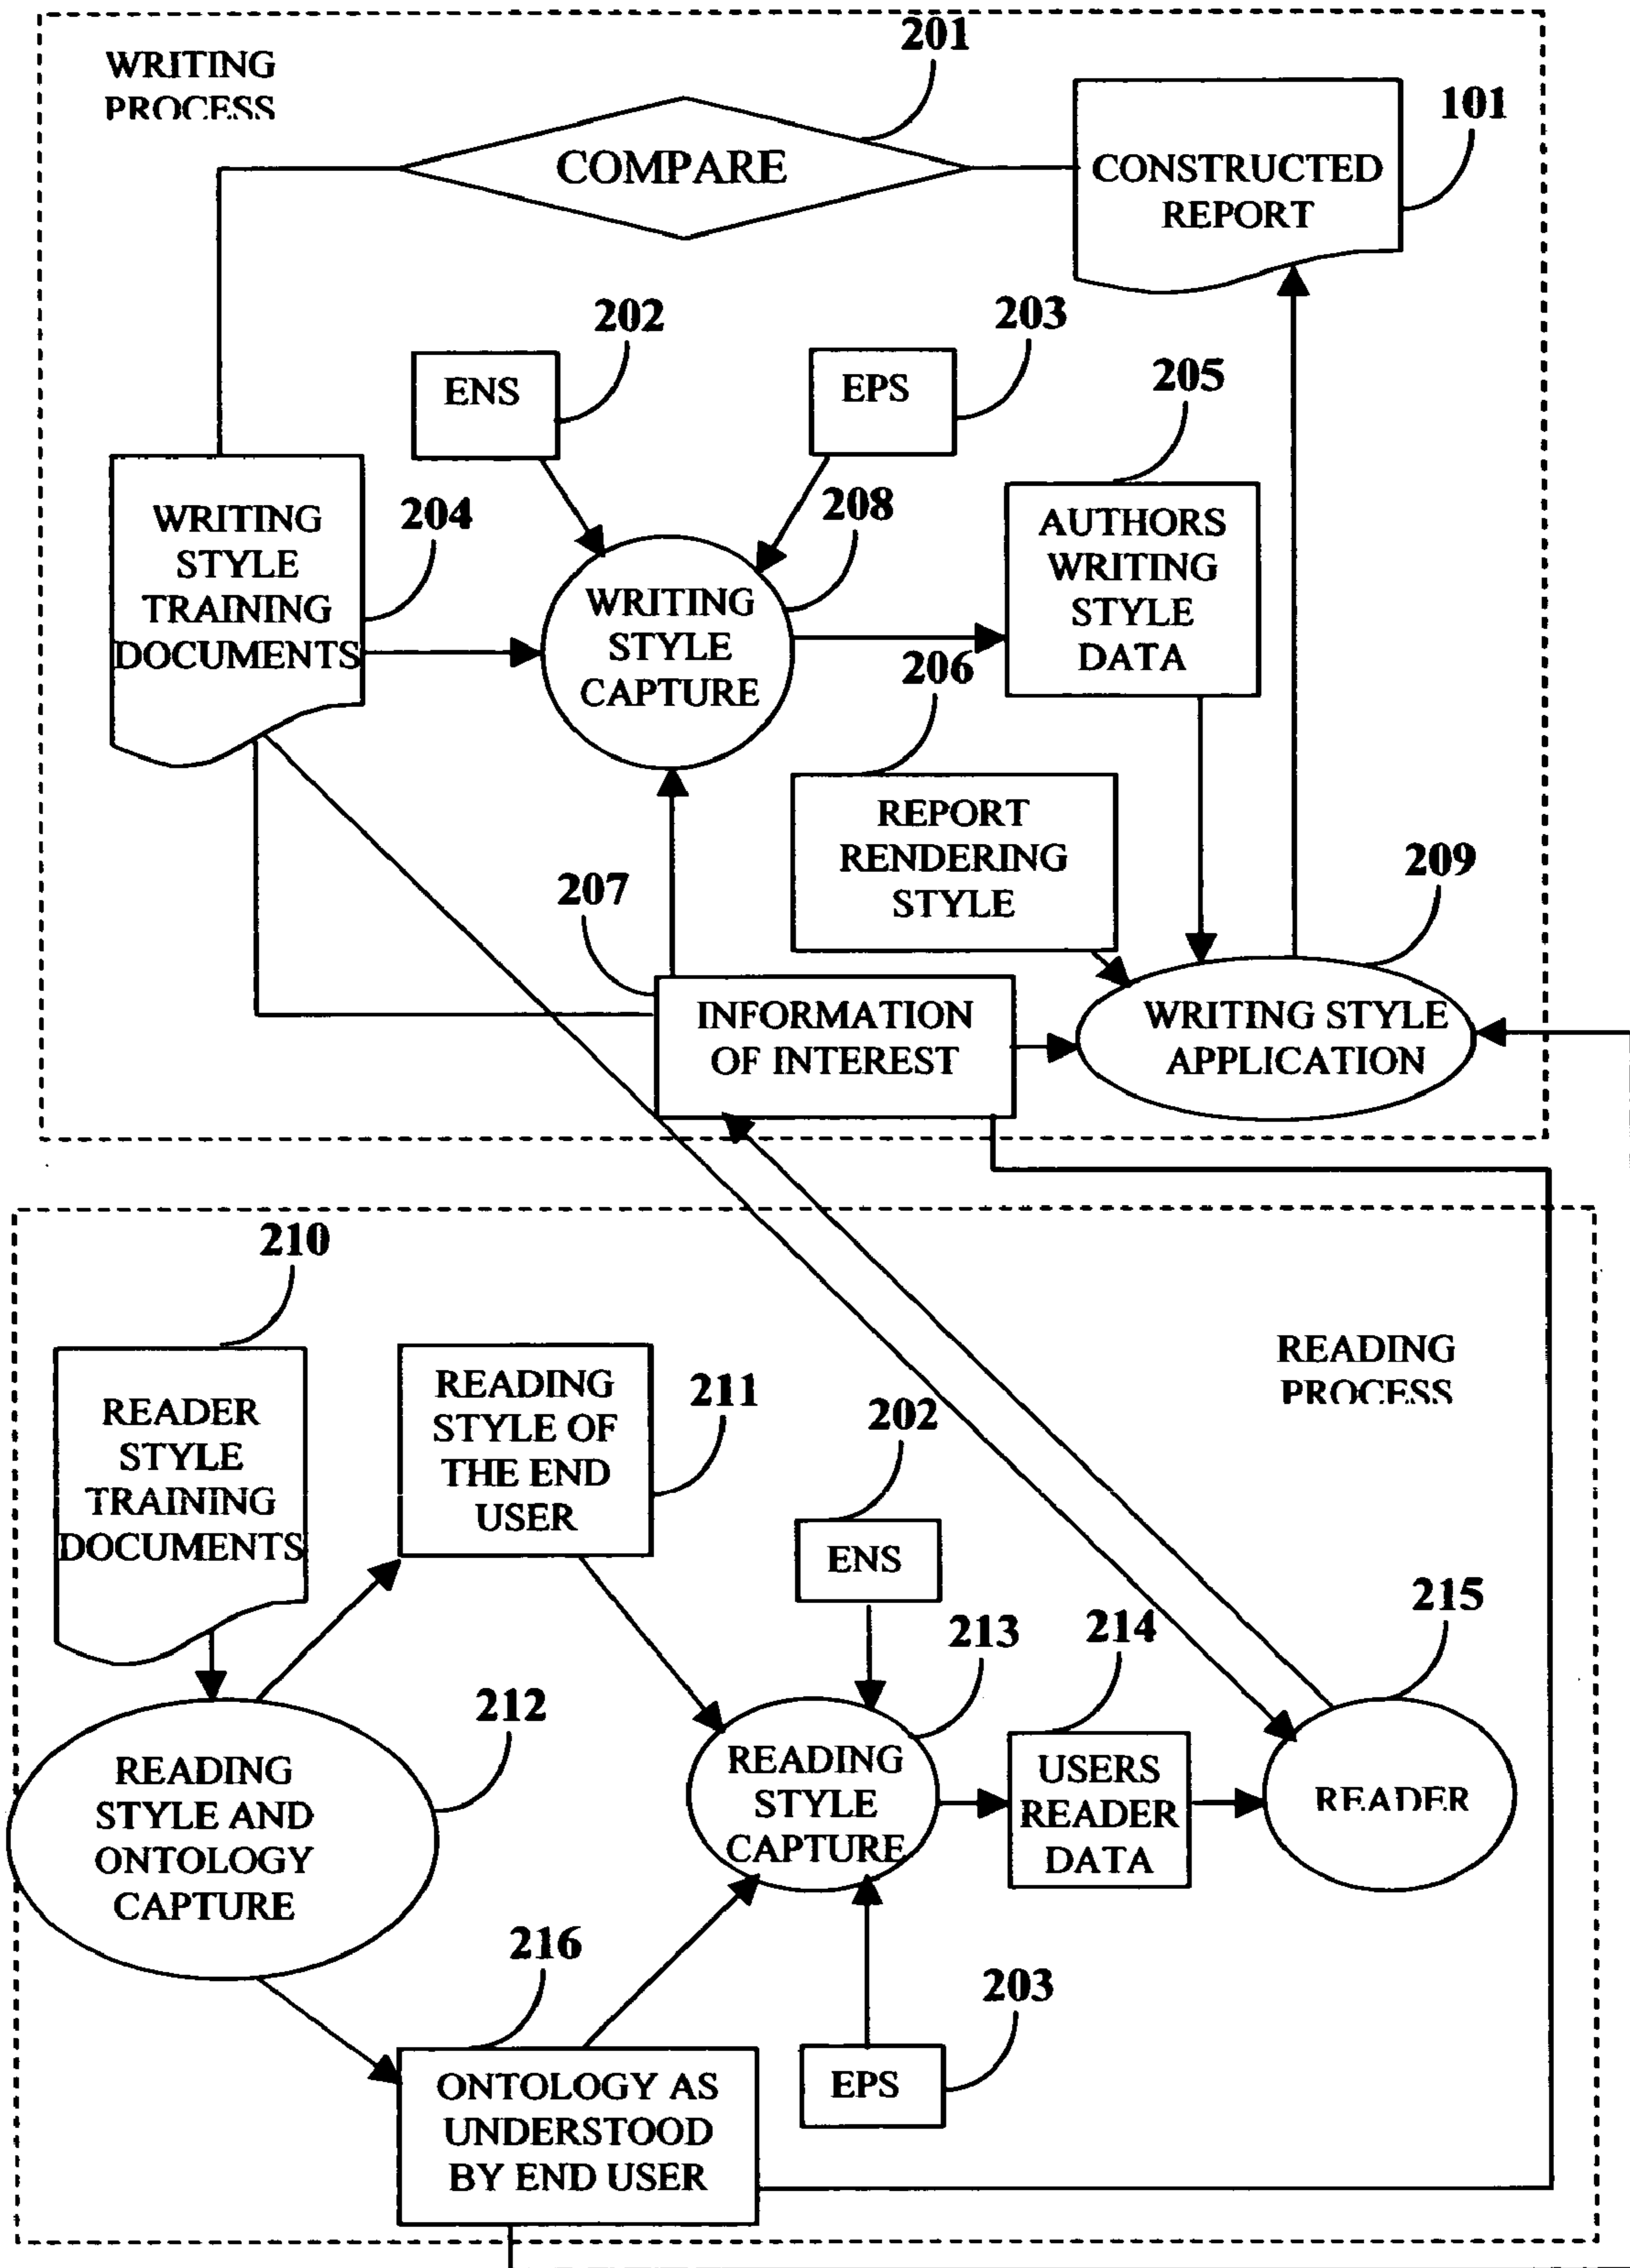 WRITING
PROCESS
201
COMPARE
101
CONSTRUCTED
REPORT
202
ENS
203
EPS
205
AUTHORS
WRITING
STYLE
DATA
204
WRITING
STYLE
TRAINING
DOCUMENTS
208
WRITING
STYLE
CAPTURE
206
REPORT
RENDERING
STYLE
207
INFORMATION
OF INTEREST
209
WRITING STYLE
APPLICATION
READING
PROCESS
210
READER
STYLE
TRAINING
DOCUMENTS
211
READING
STYLE OF
THE END
USER
202
ENS
212
READING
STYLE AND
ONTOLOGY
CAPTURE
213
READING
STYLE
CAPTURE
214
USERS
READER
DATA
215
READER
216
ONTOLOGY AS
UNDERSTOOD
BY END USER
203
EPS